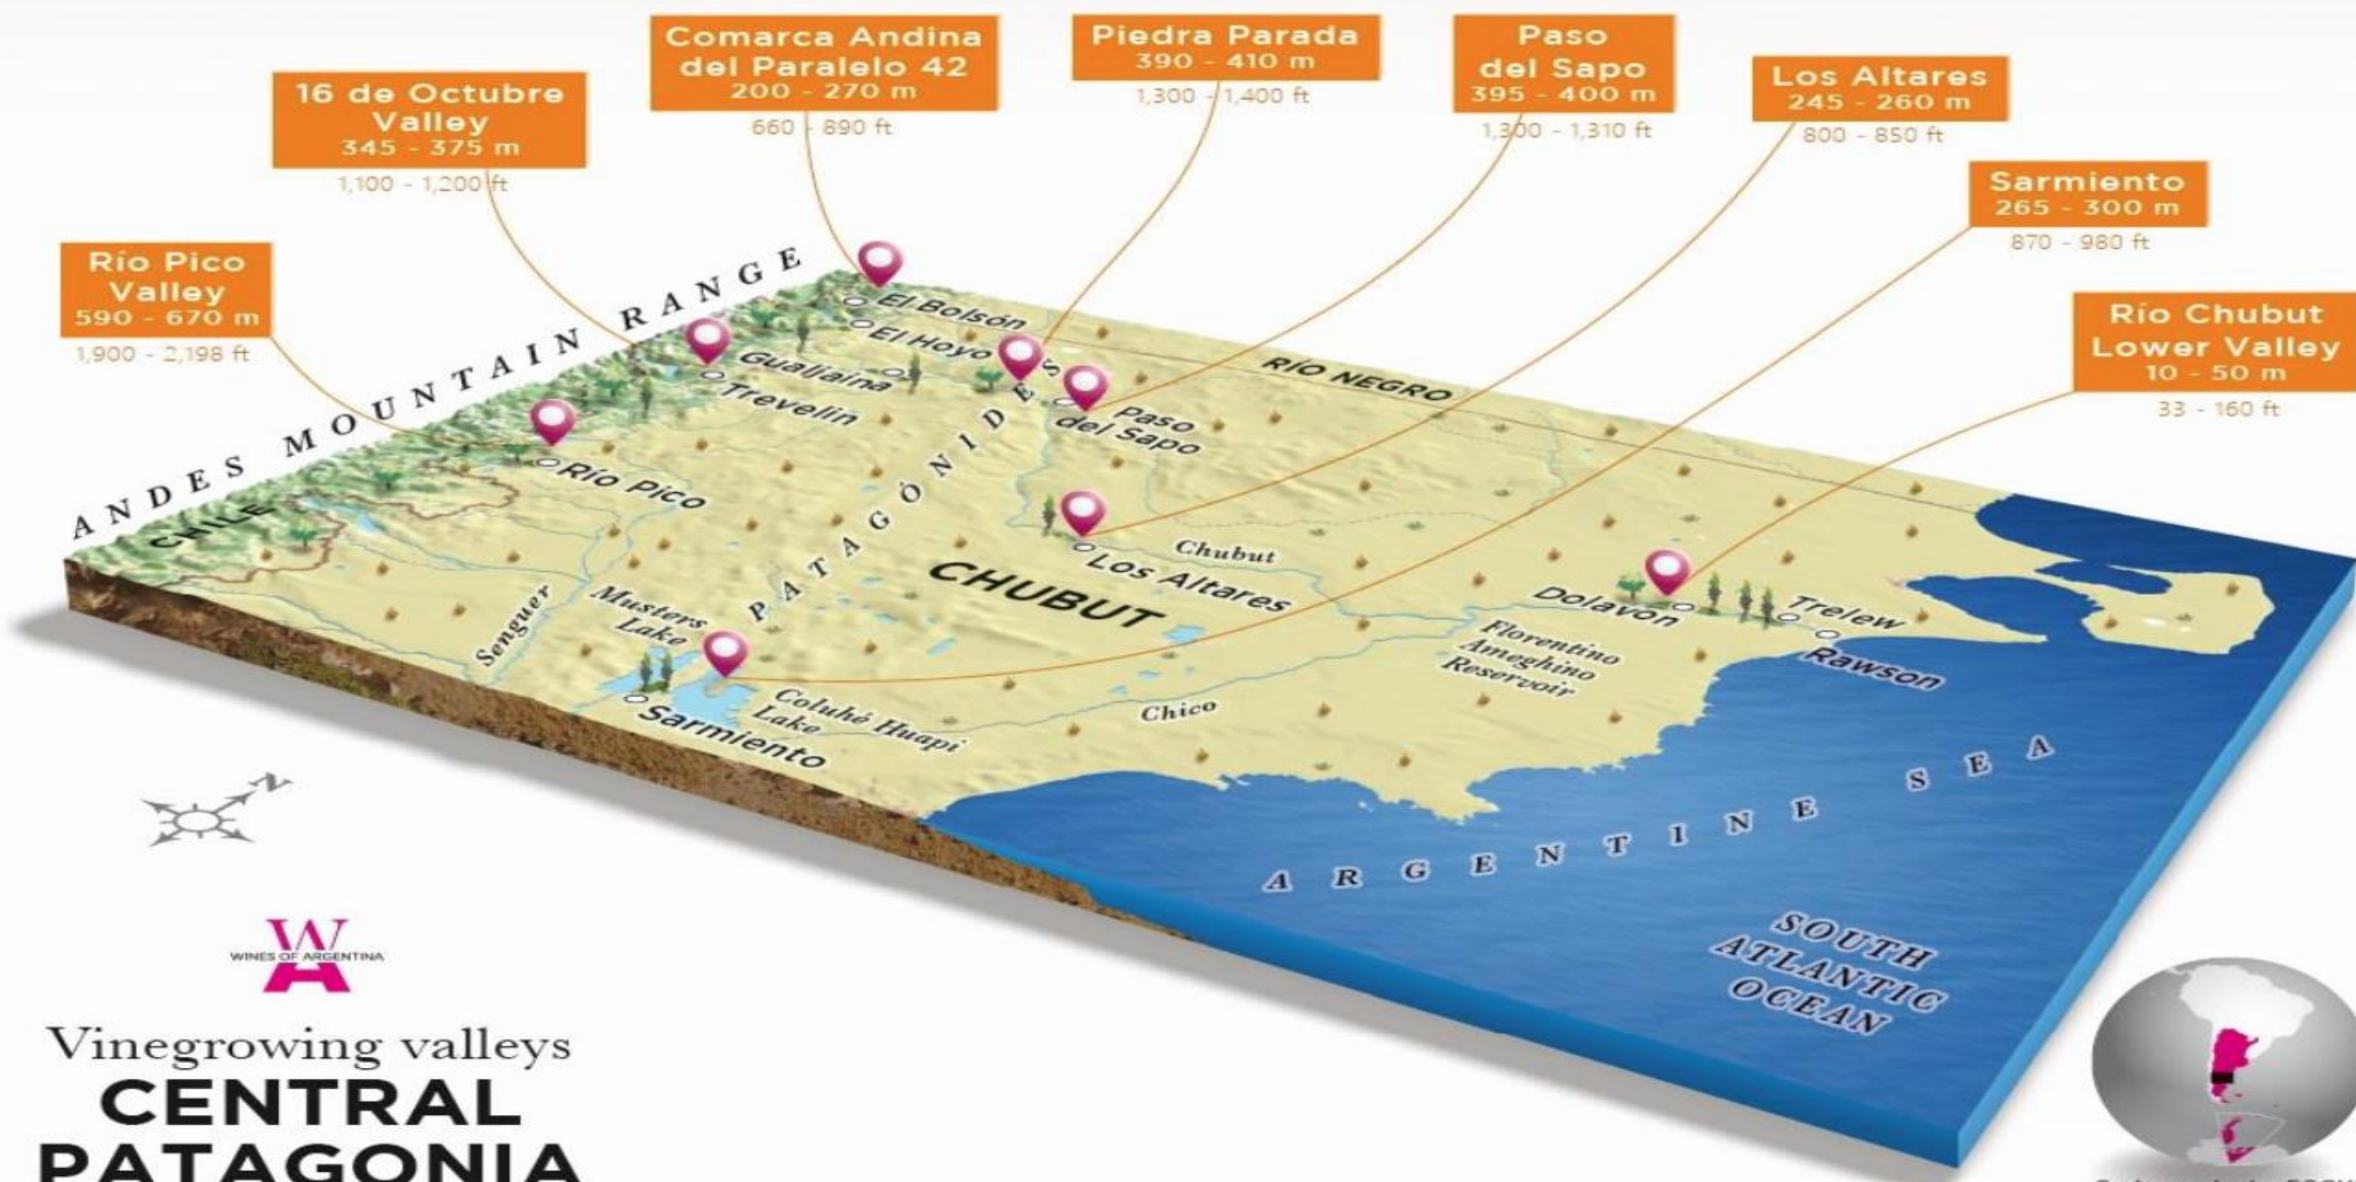 Comarca Andina
del Paralelo 42
200 - 270 m
660 - 890 ft
Piedra Parada
390 - 410 m
1,300 - 1,400 ft
Paso
del Sapo
395 - 400 m
1,300 - 1,310 ft
Los Altares
245 - 260 m
800 - 850 ft
16 de Octubre
Valley
345 - 375 m
1,100 - 1,200 ft
Sarmiento
265 - 300 m
870 - 980 ft
Río Pico
Valley
590 - 670 m
1,900 - 2,198 ft
Río Chubut
Lower Valley
10 - 50 m
33 - 160 ft
ANDES MOUNTAIN RANGE
El Bolsón
El Hoyo
Gualjaina
Trevelin
Paso
del Sapo
RÍO NEGRO
Río Pico
CHILE
PATAGÓNIDES
Los Altares
Chubut
CHUBUT
Senguer
Musters
Lake
Dolavon
Trelew
Rawson
Florentino
Ameghino
Reservoir
Coluhé Huapí
Lake
Chico
Sarmiento
ARGENTINE SEA
SOUTH
ATLANTIC
OCEAN
N
WA
WINES OF ARGENTINA
Vinegrowing valleys
CENTRAL
PATAGONIA